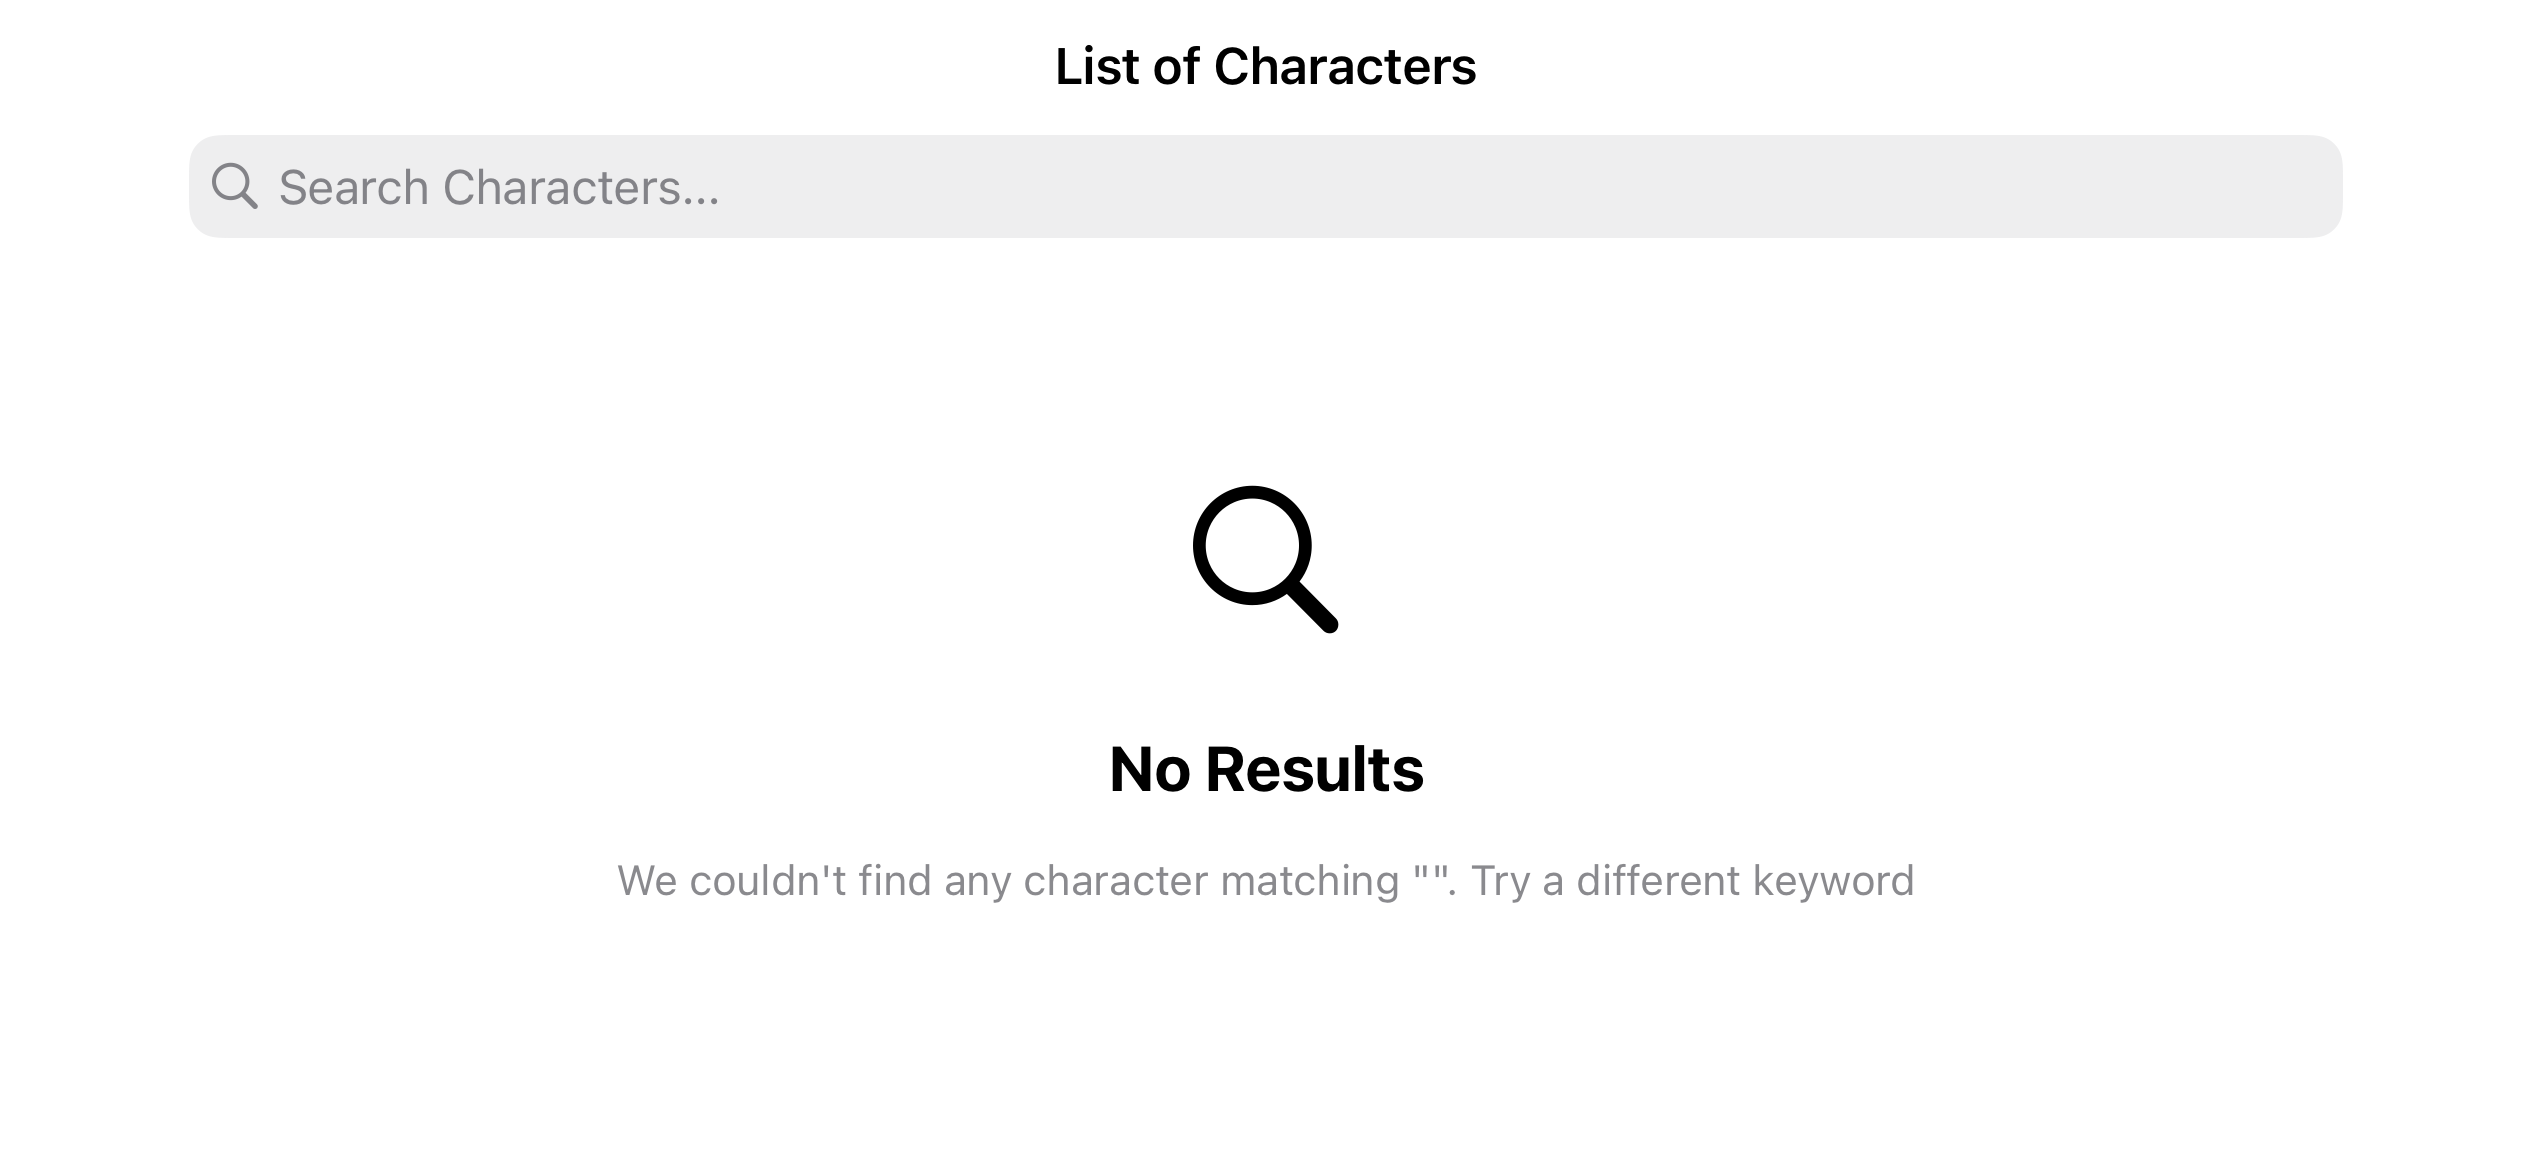 List of Characters
Search Characters...
No Results
We couldn't find any character matching "". Try a different keyword